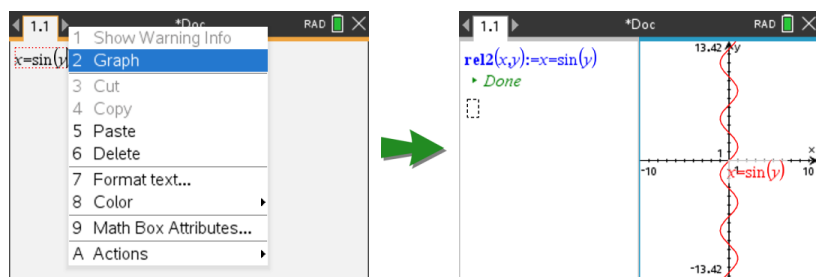 1.1
*Doc
RAD
x=sin(y
1 Show Warning Info
2 Graph
3 Cut
4 Copy
5 Paste
6 Delete
7 Format text...
8 Color
9 Math Box Attributes...
A Actions
1.1
*Doc
RAD
rel2(x,y):=x=sin(y)
Done
13.42
y
1
x
-10
1
10
x=sin(y)
-13.42